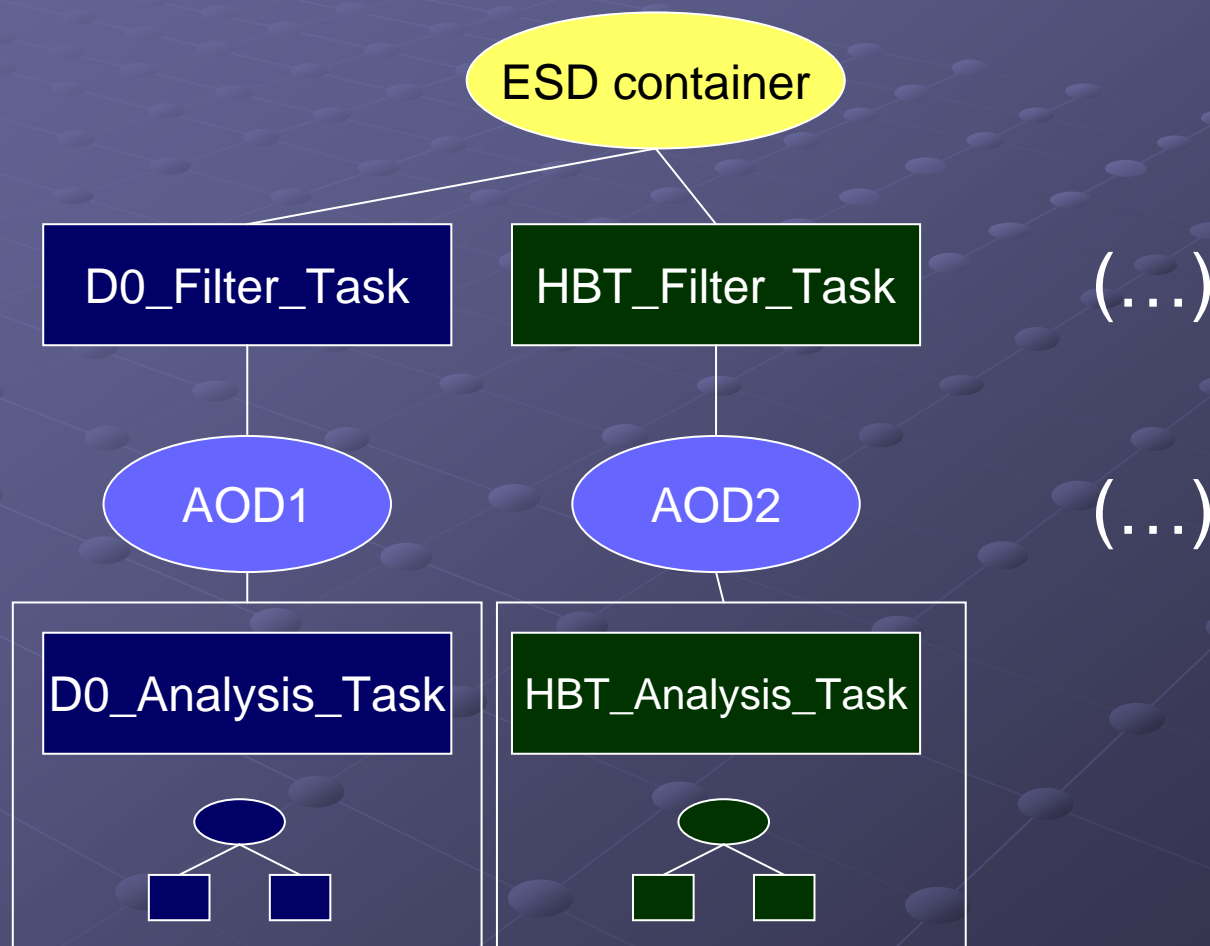 ESD container
D0_Filter_Task
HBT_Filter_Task
(…)
AOD1
AOD2
(…)
D0_Analysis_Task
HBT_Analysis_Task